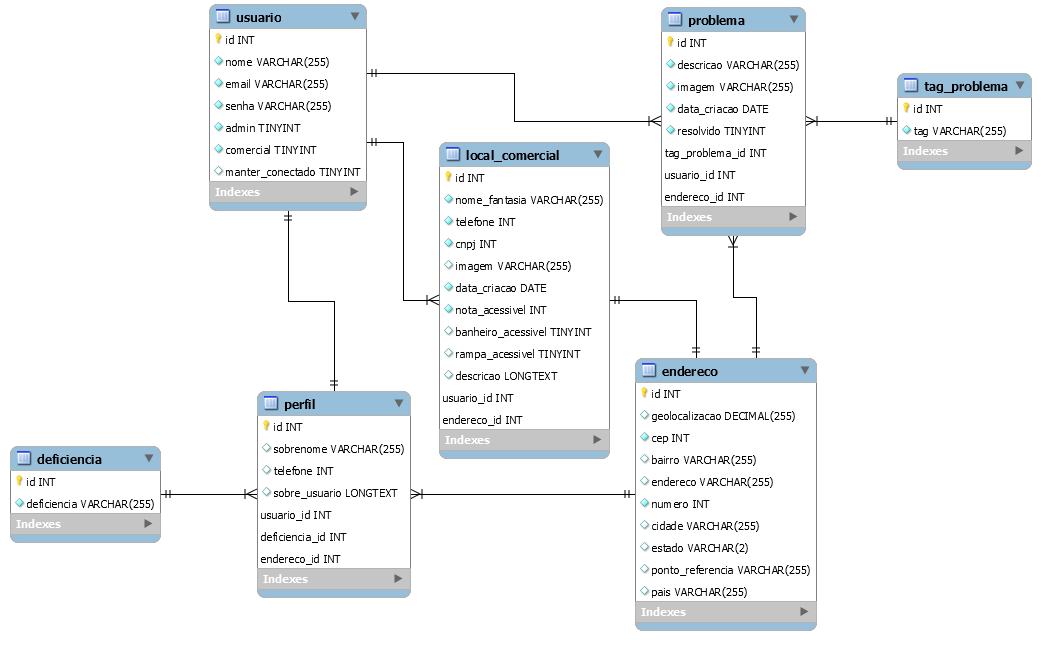 usuario
id INT
nome VARCHAR(255)
email VARCHAR(255)
senha VARCHAR(255)
admin TINYINT
comercial TINYINT
manter_conectado TINYINT
Indexes
problema
id INT
descricao VARCHAR(255)
imagem VARCHAR(255)
data_criacao DATE
resolvido TINYINT
tag_problema_id INT
usuario_id INT
endereco_id INT
Indexes
tag_problema
id INT
tag VARCHAR(255)
Indexes
local_comercial
id INT
nome_fantasia VARCHAR(255)
telefone INT
cnpj INT
imagem VARCHAR(255)
data_criacao DATE
nota_acessivel INT
banheiro_acessivel TINYINT
rampa_acessivel TINYINT
descricao LONGTEXT
usuario_id INT
endereco_id INT
Indexes
endereco
id INT
geolocalizacao DECIMAL(255)
cep INT
bairro VARCHAR(255)
endereco VARCHAR(255)
numero INT
cidade VARCHAR(255)
estado VARCHAR(2)
ponto_referencia VARCHAR(255)
pais VARCHAR(255)
Indexes
perfil
id INT
sobrenome VARCHAR(255)
telefone INT
sobre_usuario LONGTEXT
usuario_id INT
deficiencia_id INT
endereco_id INT
Indexes
deficiencia
id INT
deficiencia VARCHAR(255)
Indexes